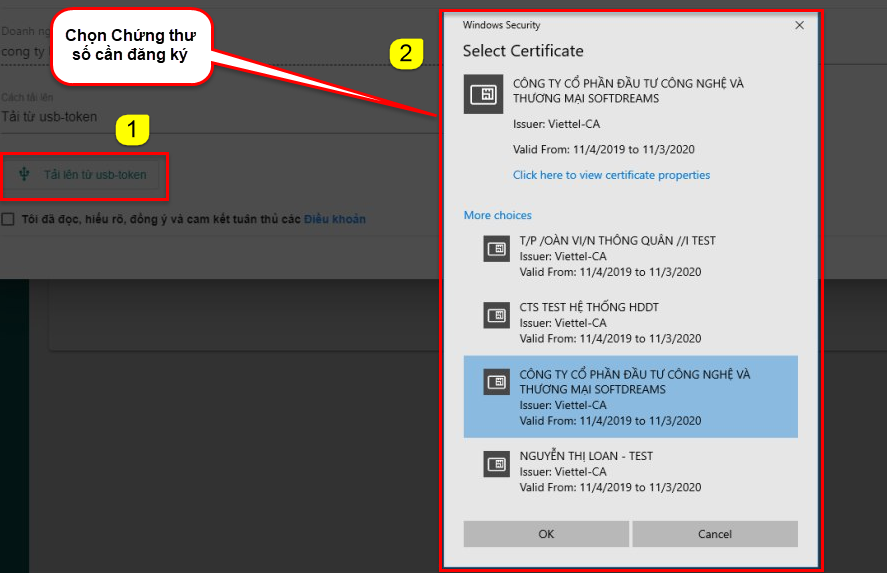 Doanh ng
cong ty
Chọn Chứng thư
số cần đăng ký
Cách tải lên
Tải từ usb-token
1
Tải lên từ usb-token
Tôi đã đọc, hiểu rõ, đồng ý và cam kết tuân thủ các Điều khoản
2
Windows Security
Select Certificate
CÔNG TY CỔ PHẦN ĐẦU TƯ CÔNG NGHỆ VÀ
THƯƠNG MẠI SOFTDREAMS
Issuer: Viettel-CA
Valid From: 11/4/2019 to 11/3/2020
Click here to view certificate properties
More choices
T/P /OÀN VI/N THÔNG QUÂN //I TEST
Issuer: Viettel-CA
Valid From: 11/4/2019 to 11/3/2020
CTS TEST HỆ THỐNG HDDT
Issuer: Viettel-CA
Valid From: 11/4/2019 to 11/3/2020
CÔNG TY CỔ PHẦN ĐẦU TƯ CÔNG NGHỆ VÀ
THƯƠNG MẠI SOFTDREAMS
Issuer: Viettel-CA
Valid From: 11/4/2019 to 11/3/2020
NGUYỄN THỊ LOAN - TEST
Issuer: Viettel-CA
Valid From: 11/4/2019 to 11/3/2020
OK
Cancel